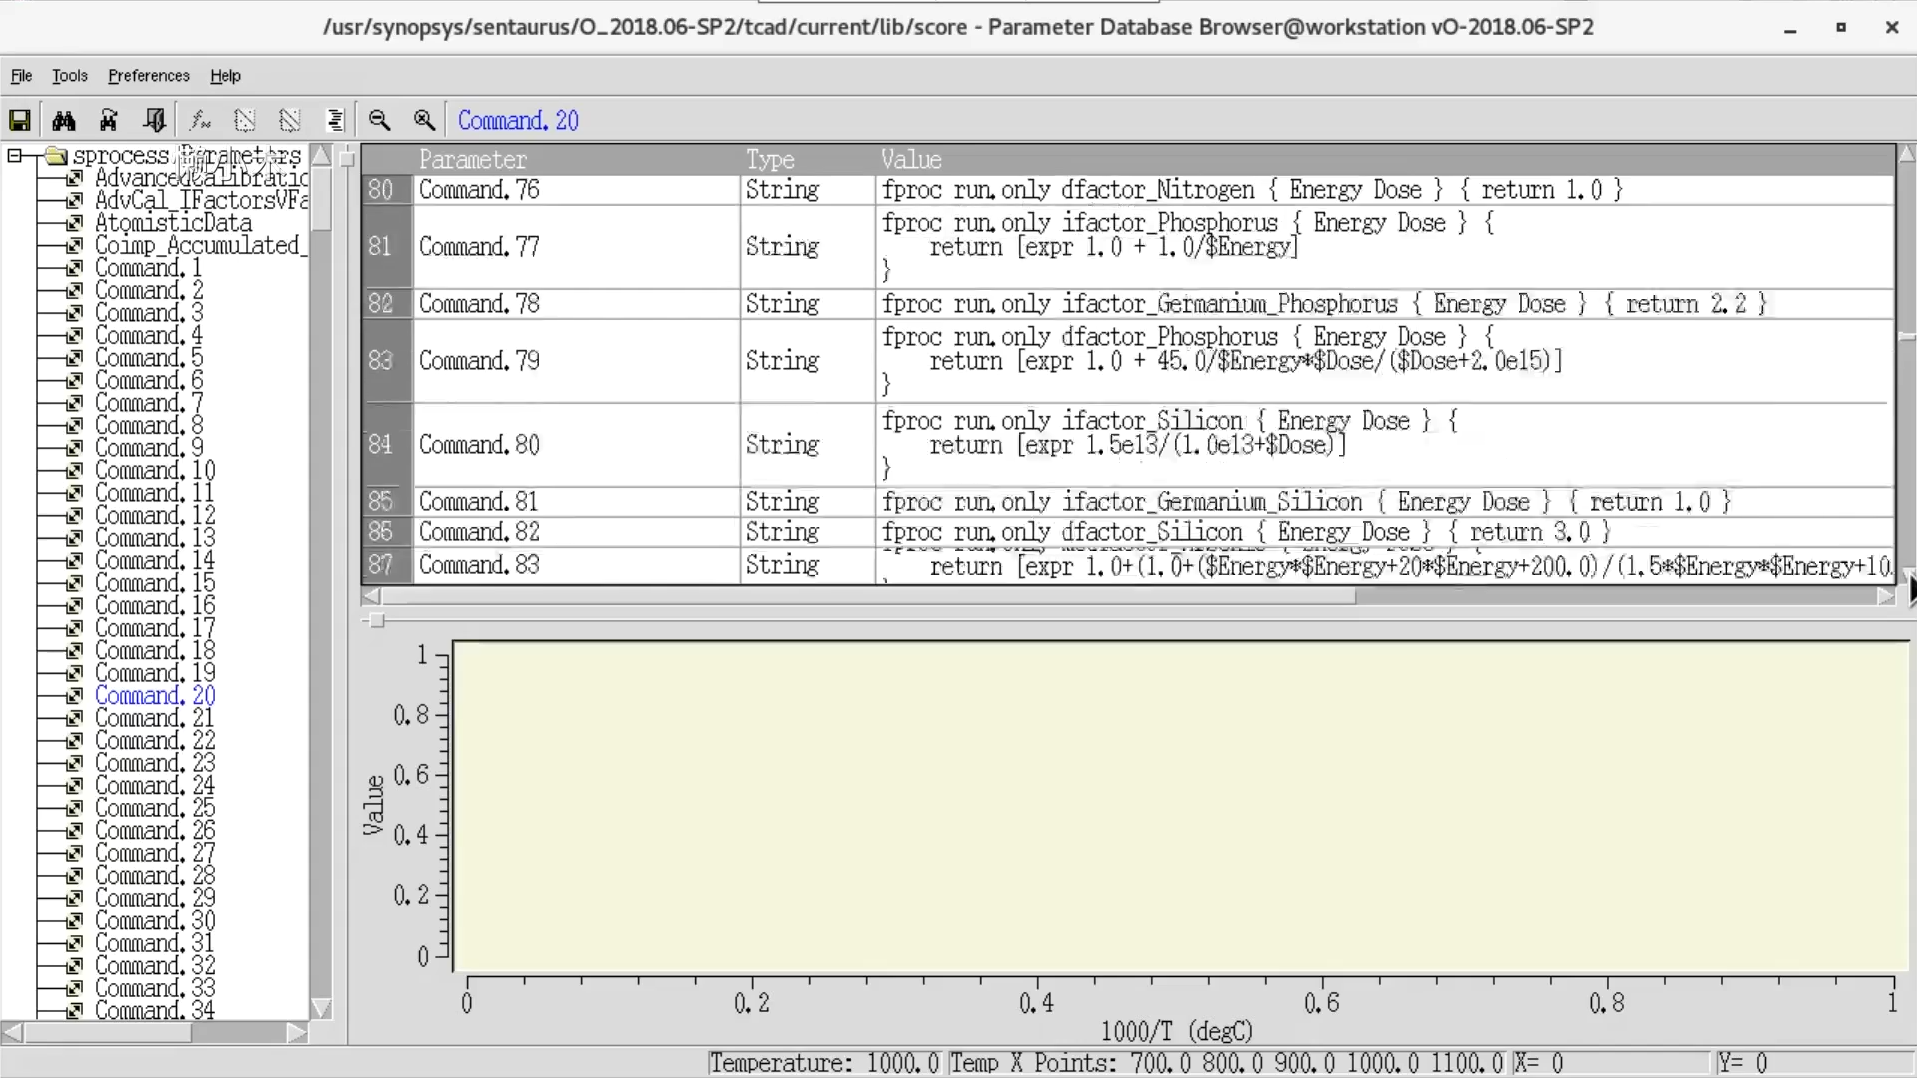 /usr/synopsys/sentaurus/O_2018.06-SP2/tcad/current/lib/score - Parameter Database Browser@workstation vO-2018.06-SP2
File Tools Preferences Help
Command.20
sprocess Parameters
AdvancedCalibratio
AdvCal_IFactorsVFa
AtomisticData
Coimp_Accumulated_
Command.1
Command.2
Command.3
Command.4
Command.5
Command.6
Command.7
Command.8
Command.9
Command.10
Command.11
Command.12
Command.13
Command.14
Command.15
Command.16
Command.17
Command.18
Command.19
Command.20
Command.21
Command.22
Command.23
Command.24
Command.25
Command.26
Command.27
Command.28
Command.29
Command.30
Command.31
Command.32
Command.33
Command.34
Parameter Type Value
80 Command.76 String fproc run.only dfactor_Nitrogen { Energy Dose } { return 1.0 }
81 Command.77 String fproc run.only ifactor_Phosphorus { Energy Dose } {
return [expr 1.0 + 1.0/$Energy]
}
82 Command.78 String fproc run.only ifactor_Germanium_Phosphorus { Energy Dose } { return 2.2 }
83 Command.79 String fproc run.only dfactor_Phosphorus { Energy Dose } {
return [expr 1.0 + 45.0/$Energy*$Dose/($Dose+2.0e15)]
}
84 Command.80 String fproc run.only ifactor_Silicon { Energy Dose } {
return [expr 1.5e13/(1.0e13+$Dose)]
}
85 Command.81 String fproc run.only ifactor_Germanium_Silicon { Energy Dose } { return 1.0 }
86 Command.82 String fproc run.only dfactor_Silicon { Energy Dose } { return 3.0 }
87 Command.83 String return [expr 1.0+(1.0+($Energy*$Energy+20*$Energy+200.0)/(1.5*$Energy*$Energy+10
Value
1
0.8
0.6
0.4
0.2
0
0 0.2 0.4 0.6 0.8 1
1000/T (degC)
Temperature: 1000.0 Temp X Points: 700.0 800.0 900.0 1000.0 1100.0 X= 0 Y= 0